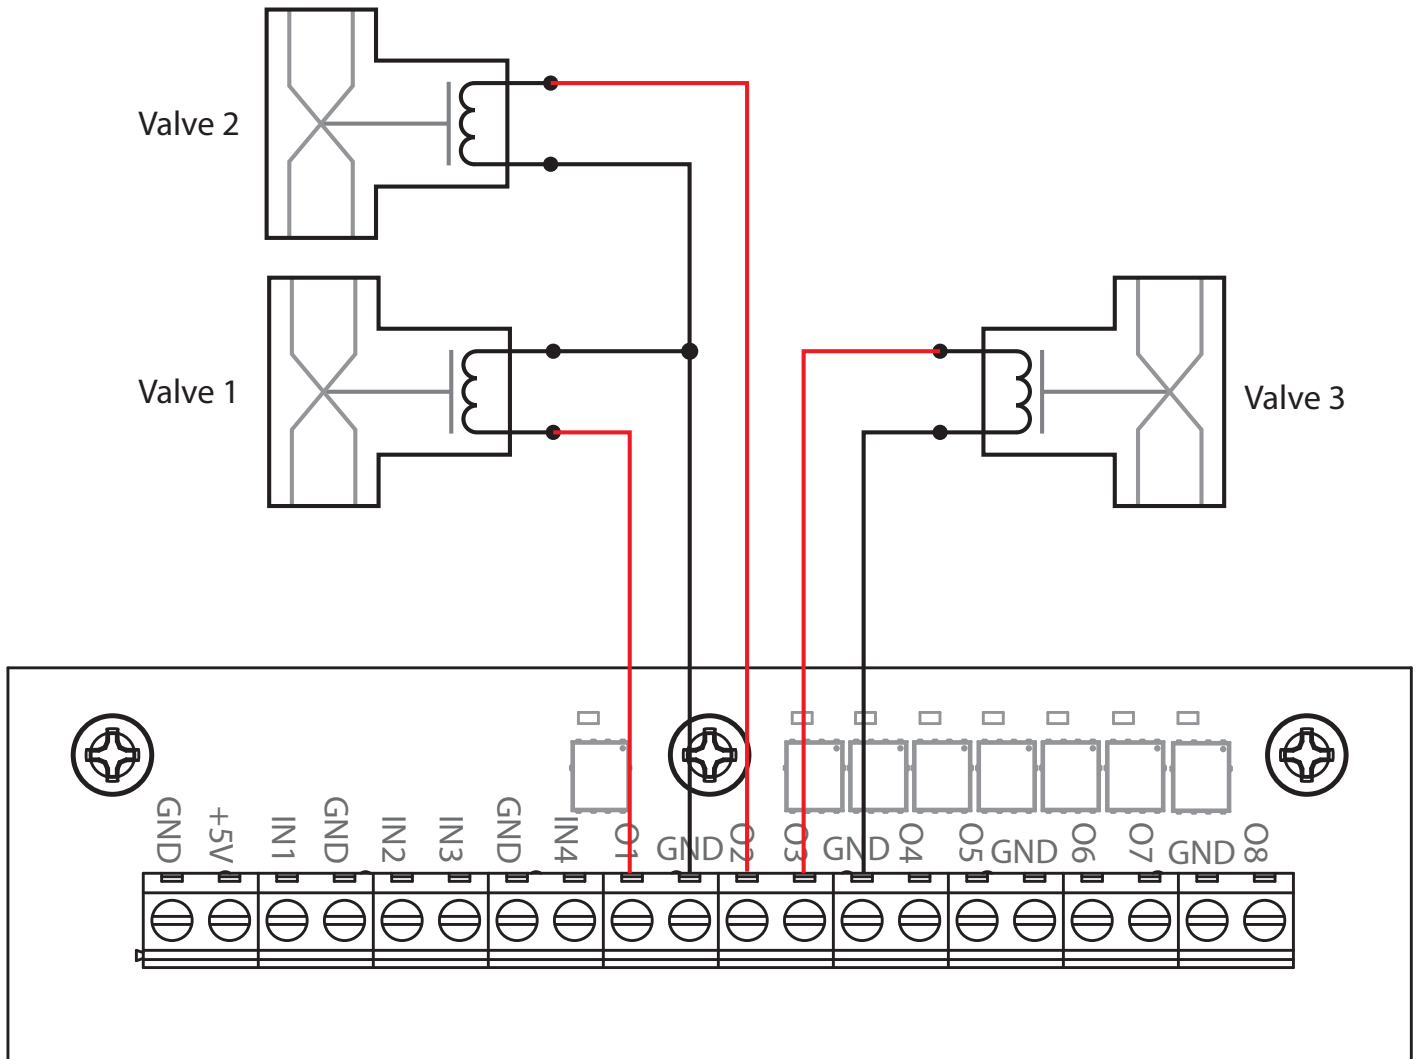 Valve 2
Valve 1
Valve 3
GND
+5V
IN1
GND
IN2
IN3
GND
IN4
O1
GND
O2
O3
GND
O4
O5
GND
O6
O7
GND
O8